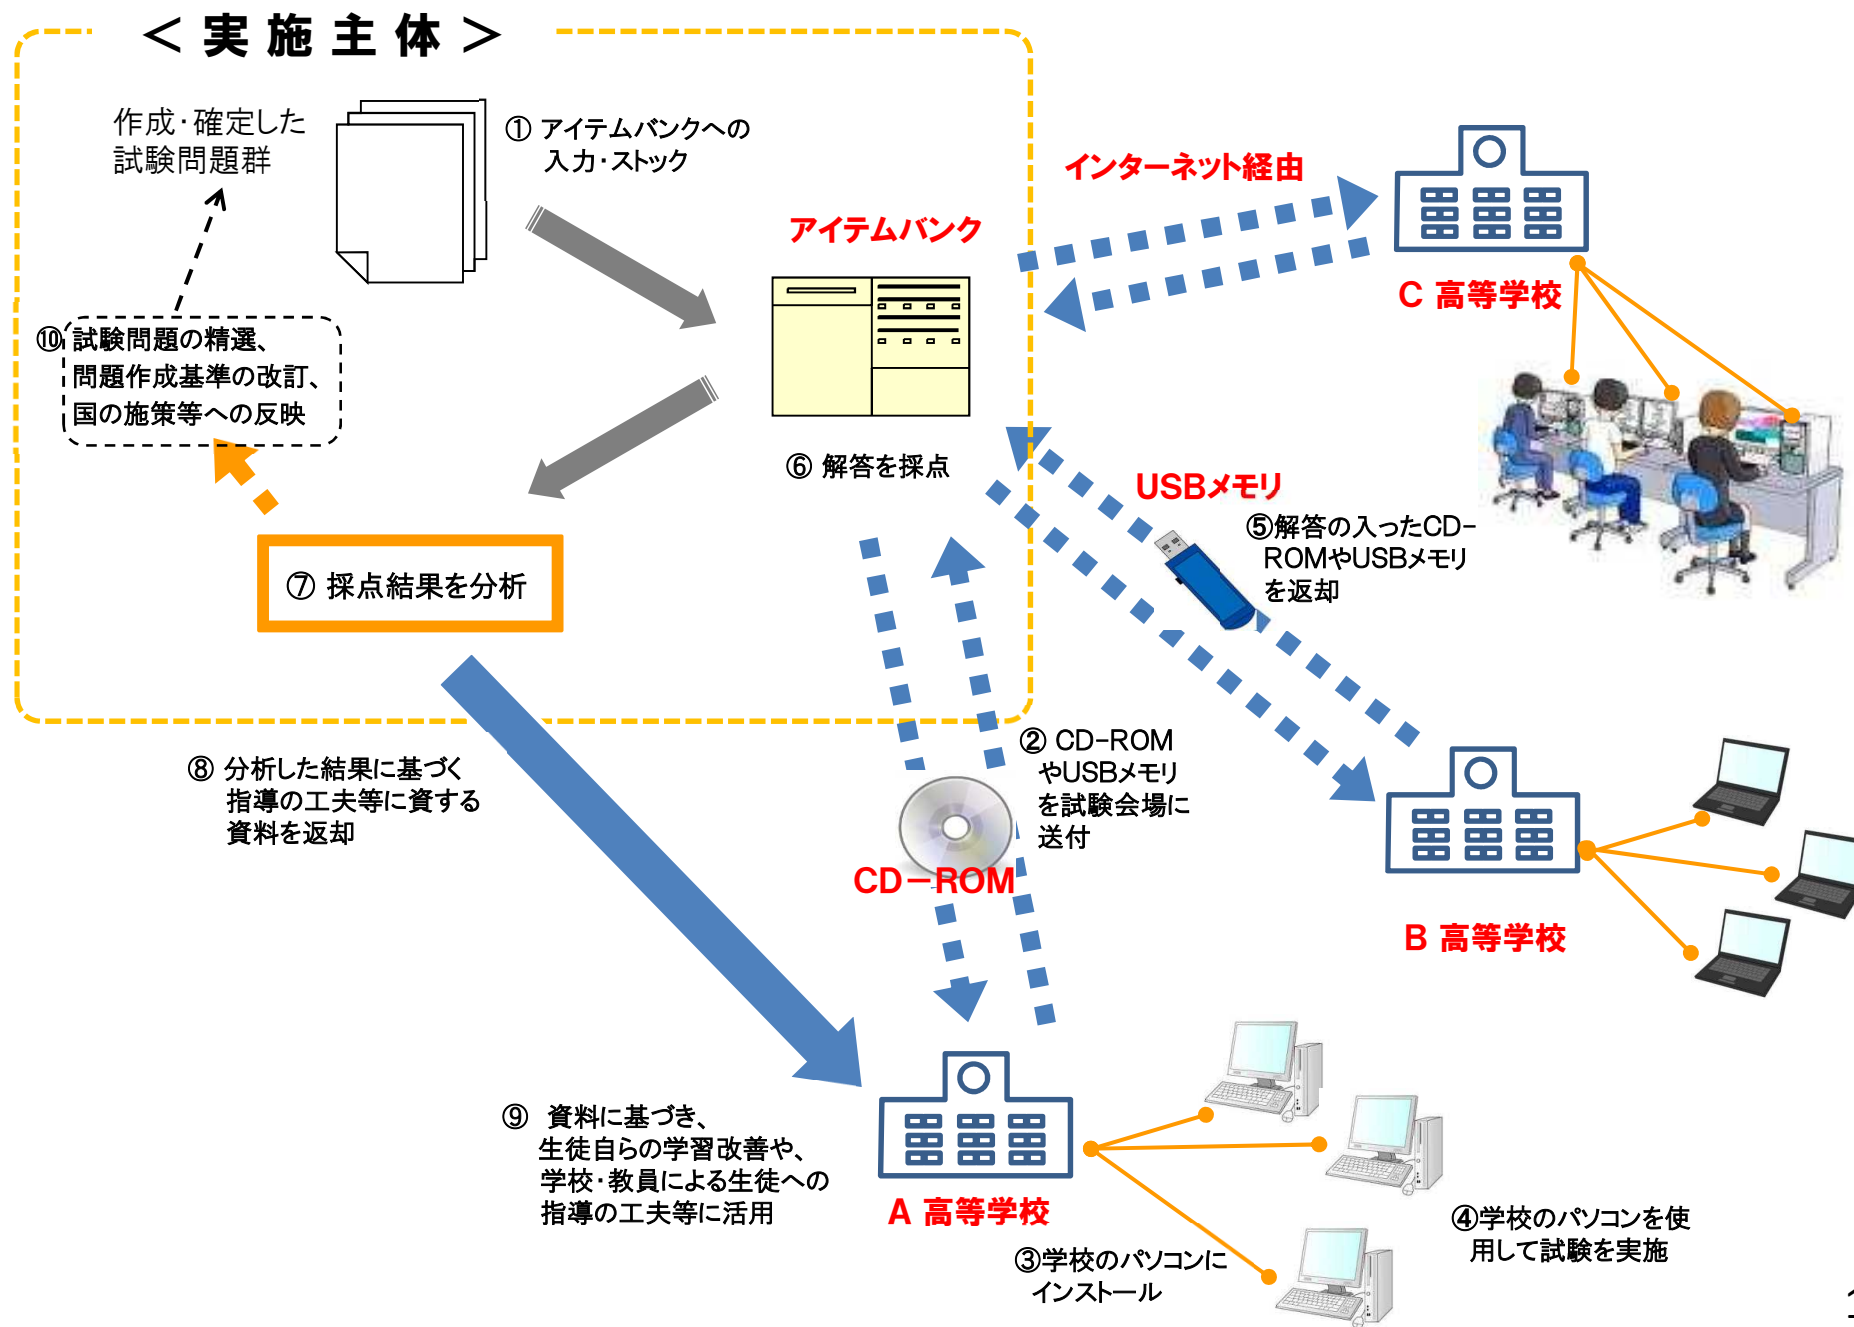 ＜実施主体＞
作成・確定した
試験問題群
① アイテムバンクへの
入力・ストック
インターネット経由
アイテムバンク
C 高等学校
⑩ 試験問題の精選、
問題作成基準の改訂、
国の施策等への反映
⑥ 解答を採点
USBメモリ
⑤解答の入ったCD-
ROMやUSBメモリ
を返却
⑦ 採点結果を分析
② CD-ROM
やUSBメモリ
を試験会場に
送付
⑧ 分析した結果に基づく
指導の工夫等に資する
資料を返却
CD－ROM
B 高等学校
⑨ 資料に基づき、
生徒自らの学習改善や、
学校・教員による生徒への
指導の工夫等に活用
A 高等学校
③学校のパソコンに
インストール
④学校のパソコンを使
用して試験を実施